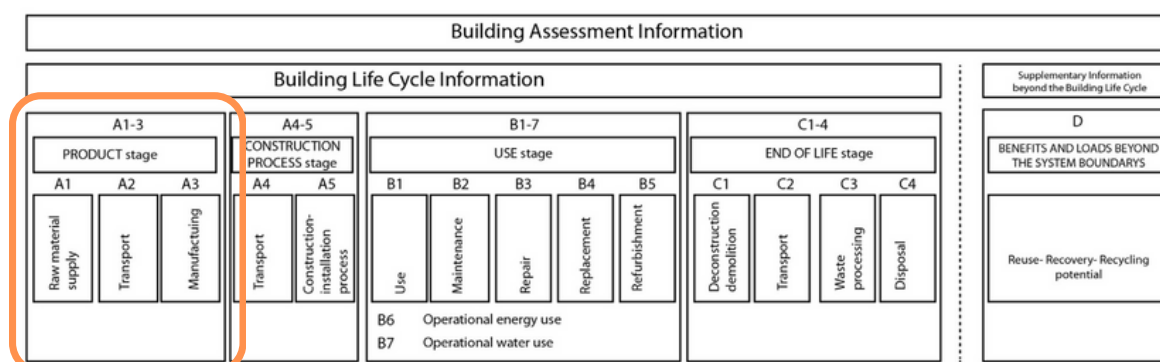 Building Assessment Information
Building Life Cycle Information
Supplementary Information
beyond the Building Life Cycle
A1-3
PRODUCT stage
A1
A2
A3
Raw material
supply
Transport
Manufactuing
A4-5
CONSTRUCTION
PROCESS stage
A4
A5
Transport
Construction-
installation
process
B1-7
USE stage
B1
B2
B3
B4
B5
Use
Maintenance
Repair
Replacement
Refurbishment
B6 Operational energy use
B7 Operational water use
C1-4
END OF LIFE stage
C1
C2
C3
C4
Deconstruction
demolition
Transport
Waste
processing
Disposal
D
BENEFITS AND LOADS BEYOND
THE SYSTEM BOUNDARYS
Reuse- Recovery- Recycling
potential